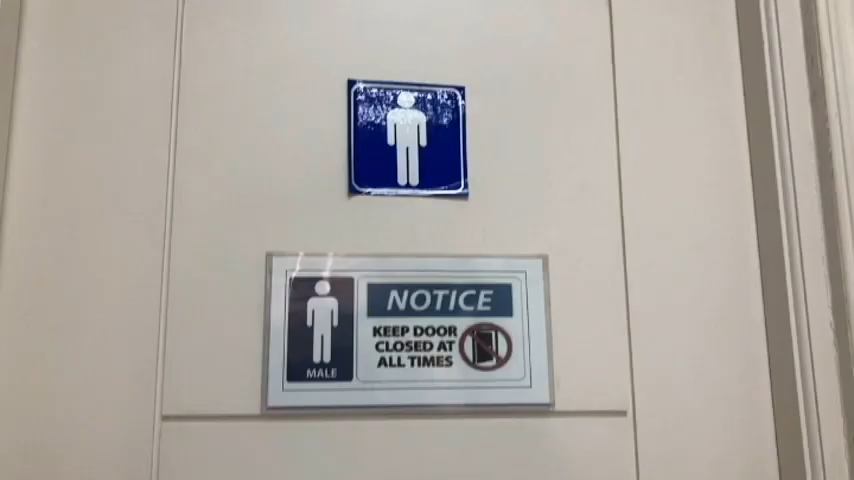 NOTICE
KEEP DOOR
CLOSED AT
ALL TIMES
MALE